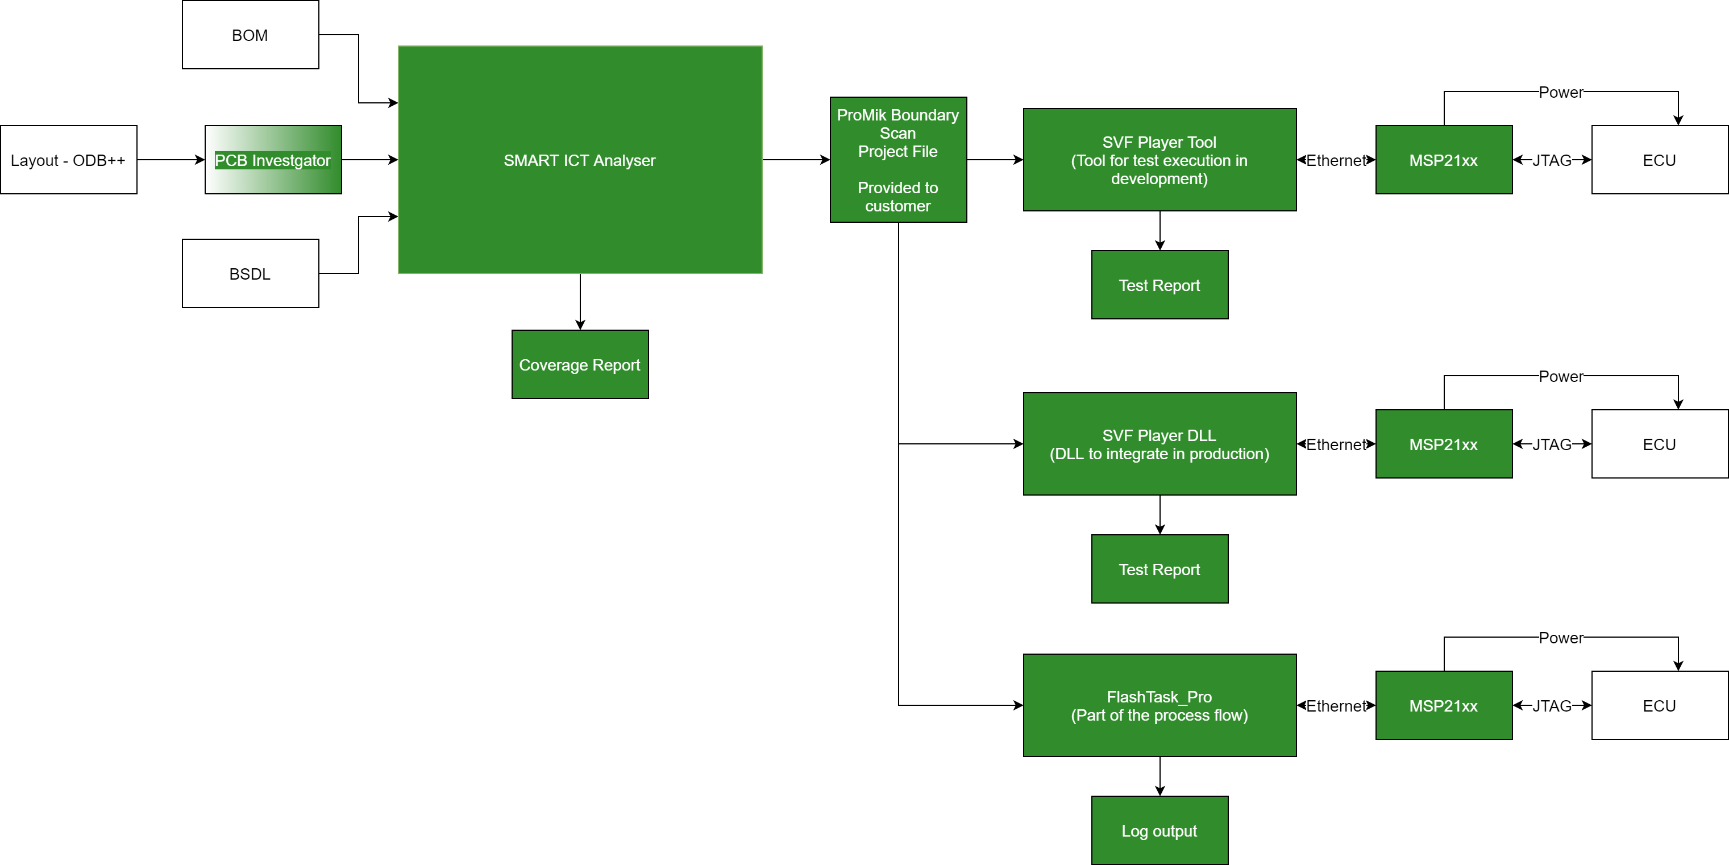 BOM
Layout - ODB++
PCB Investgator
BSDL
SMART ICT Analyser
Coverage Report
ProMik Boundary
Scan
Project File
Provided to
customer
SVF Player Tool
(Tool for test execution in
development)
Ethernet
MSP21xx
Power
JTAG
ECU
Test Report
SVF Player DLL
(DLL to integrate in production)
Ethernet
MSP21xx
Power
JTAG
ECU
Test Report
FlashTask_Pro
(Part of the process flow)
Ethernet
MSP21xx
Power
JTAG
ECU
Log output